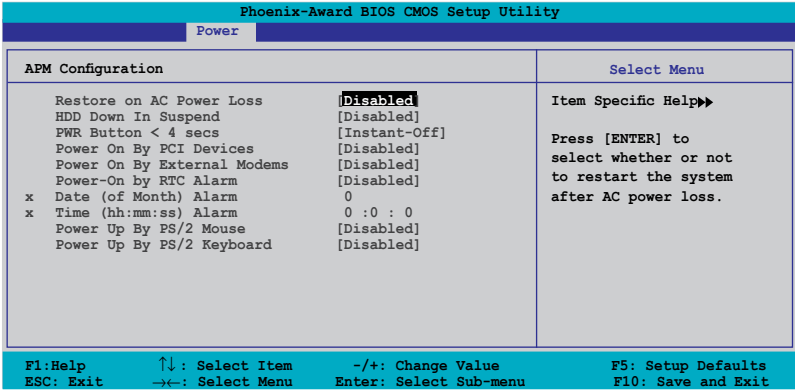 Phoenix-Award BIOS CMOS Setup Utility
Power
APM Configuration
Select Menu
Restore on AC Power Loss [Disabled]
HDD Down In Suspend [Disabled]
PWR Button < 4 secs [Instant-Off]
Power On By PCI Devices [Disabled]
Power On By External Modems [Disabled]
Power-On by RTC Alarm [Disabled]
x Date (of Month) Alarm 0
x Time (hh:mm:ss) Alarm 0 :0 : 0
Power Up By PS/2 Mouse [Disabled]
Power Up By PS/2 Keyboard [Disabled]
Item Specific Help▶▶
Press [ENTER] to
select whether or not
to restart the system
after AC power loss.
F1:Help ↑↓: Select Item -/+: Change Value F5: Setup Defaults
ESC: Exit →←: Select Menu Enter: Select Sub-menu F10: Save and Exit